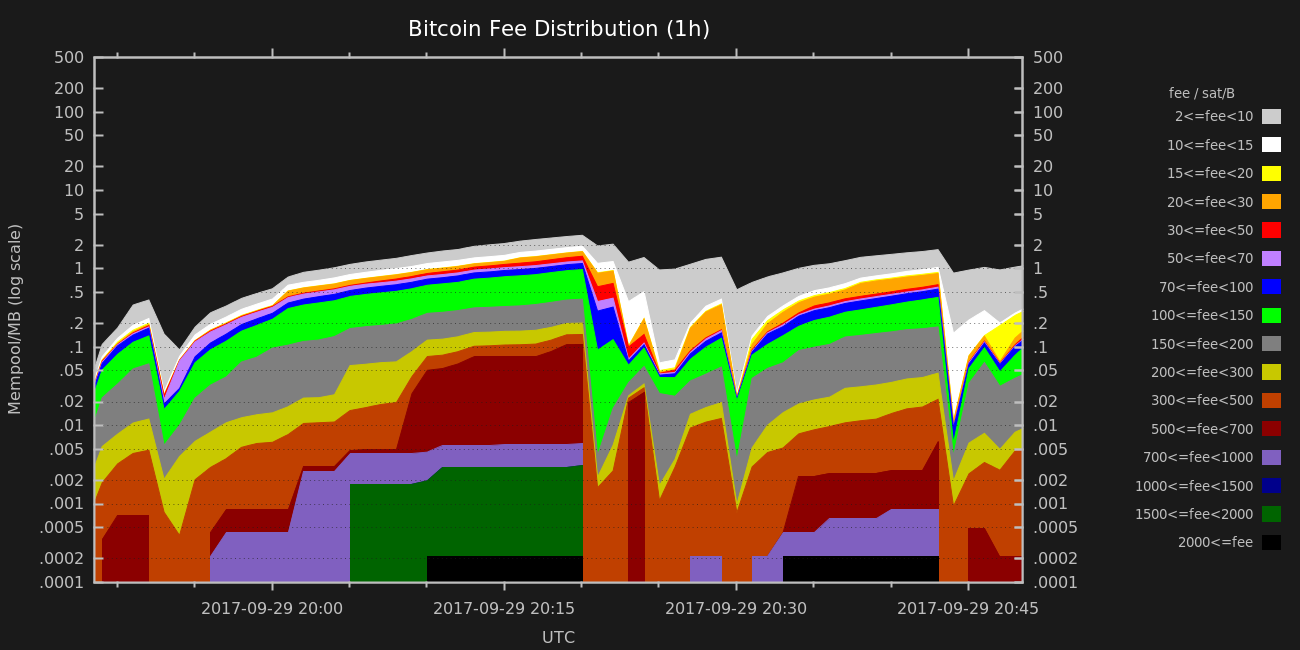 Bitcoin Fee Distribution (1h)
Mempool/MB (log scale)
500
200
100
50
20
10
5
2
1
.5
.2
.1
.05
.02
.01
.005
.002
.001
.0005
.0002
.0001
500
200
100
50
20
10
5
2
1
.5
.2
.1
.05
.02
.01
.005
.002
.001
.0005
.0002
.0001
2017-09-29 20:00
2017-09-29 20:15
2017-09-29 20:30
2017-09-29 20:45
UTC
fee / sat/B
2<=fee<10
10<=fee<15
15<=fee<20
20<=fee<30
30<=fee<50
50<=fee<70
70<=fee<100
100<=fee<150
150<=fee<200
200<=fee<300
300<=fee<500
500<=fee<700
700<=fee<1000
1000<=fee<1500
1500<=fee<2000
2000<=fee